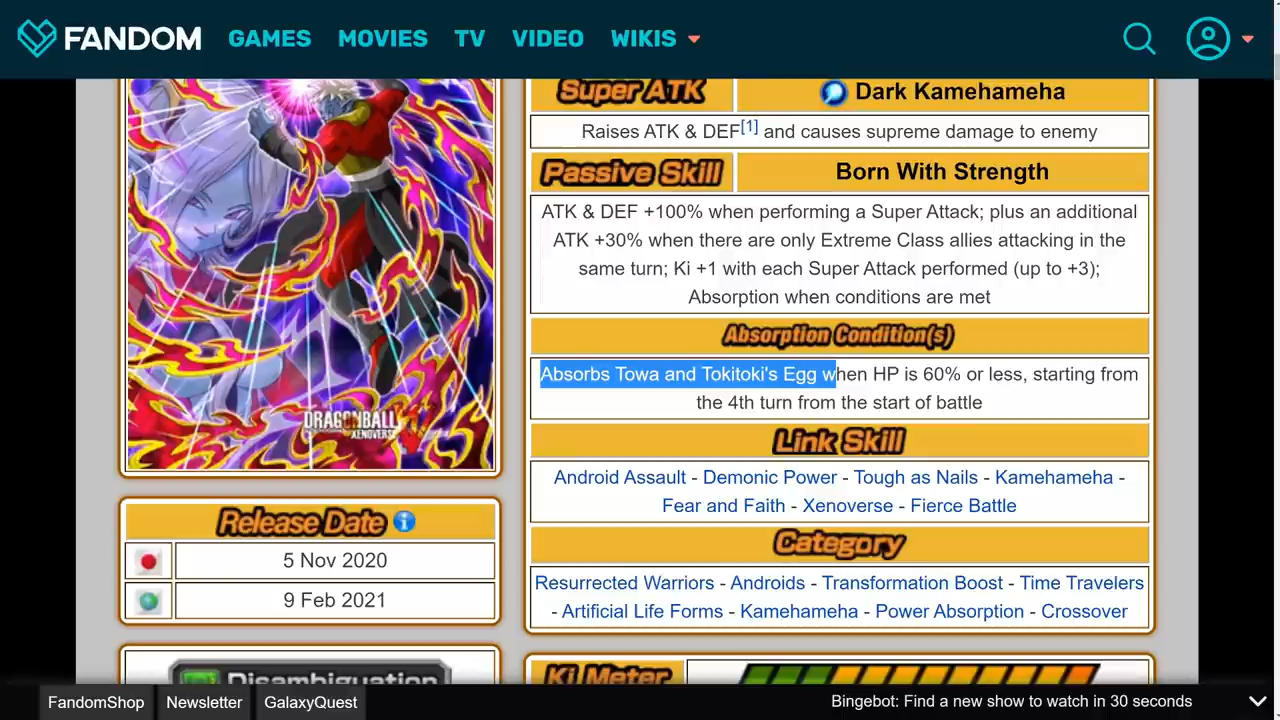 FANDOM GAMES MOVIES TV VIDEO WIKIS
Super ATK
Dark Kamehameha
Raises ATK & DEF[1] and causes supreme damage to enemy
Passive Skill
Born With Strength
ATK & DEF +100% when performing a Super Attack; plus an additional
ATK +30% when there are only Extreme Class allies attacking in the
same turn; Ki +1 with each Super Attack performed (up to +3);
Absorption when conditions are met
Absorption Condition(s)
Absorbs Towa and Tokitoki's Egg when HP is 60% or less, starting from
the 4th turn from the start of battle
Link Skill
Android Assault - Demonic Power - Tough as Nails - Kamehameha -
Fear and Faith - Xenoverse - Fierce Battle
Category
Resurrected Warriors - Androids - Transformation Boost - Time Travelers
- Artificial Life Forms - Kamehameha - Power Absorption - Crossover
Ki Meter
DRAGONBALL
XENOVERSE
Release Date
5 Nov 2020
9 Feb 2021
Disambiguation
FandomShop Newsletter GalaxyQuest
Bingebot: Find a new show to watch in 30 seconds